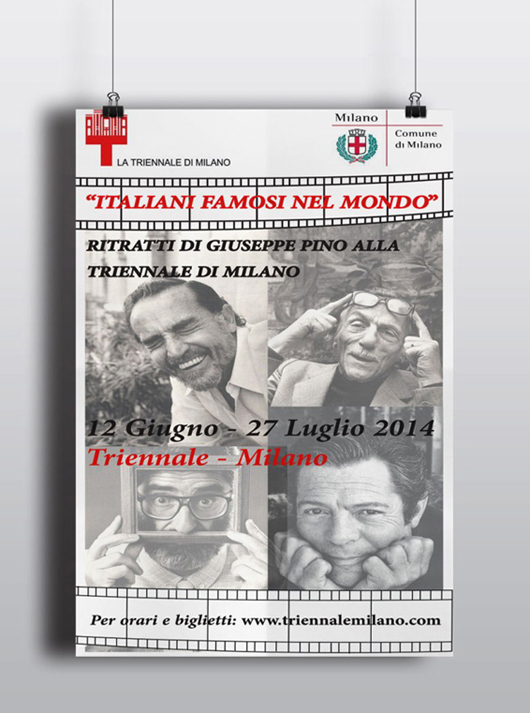 LA TRIENNALE DI MILANO
Milano
Comune
di Milano
“ITALIANI FAMOSI NEL MONDO”
RITRATTI DI GIUSEPPE PINO ALLA
TRIENNALE DI MILANO
12 Giugno - 27 Luglio 2014
Triennale - Milano
Per orari e biglietti: www.triennalemilano.com